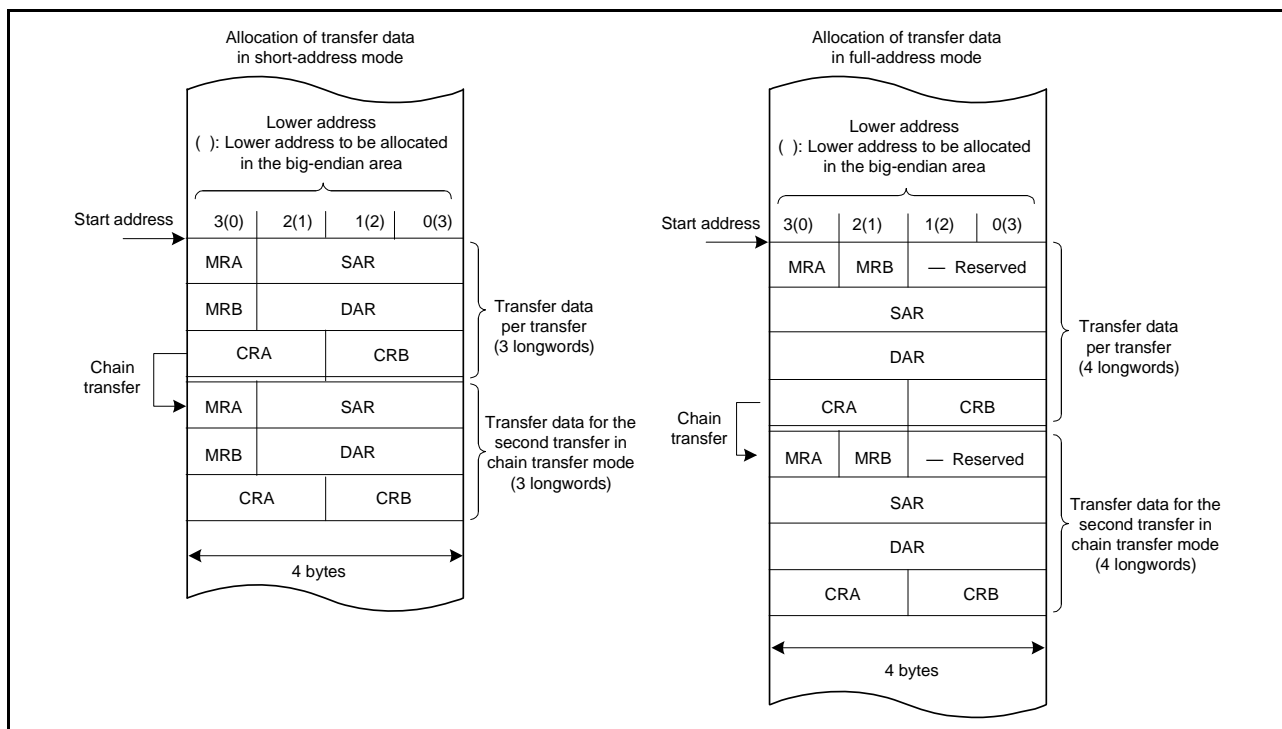 Allocation of transfer data
in short-address mode
Lower address
( ): Lower address to be allocated
in the big-endian area
Start address
3(0) 2(1) 1(2) 0(3)
MRA SAR
MRB DAR
CRA CRB
Transfer data
per transfer
(3 longwords)
Chain
transfer
MRA SAR
MRB DAR
CRA CRB
Transfer data for the
second transfer in
chain transfer mode
(3 longwords)
4 bytes
Allocation of transfer data
in full-address mode
Lower address
( ): Lower address to be allocated
in the big-endian area
Start address
3(0) 2(1) 1(2) 0(3)
MRA MRB — Reserved
SAR
DAR
CRA CRB
Transfer data
per transfer
(4 longwords)
Chain
transfer
MRA MRB — Reserved
SAR
DAR
CRA CRB
Transfer data for the
second transfer in
chain transfer mode
(4 longwords)
4 bytes